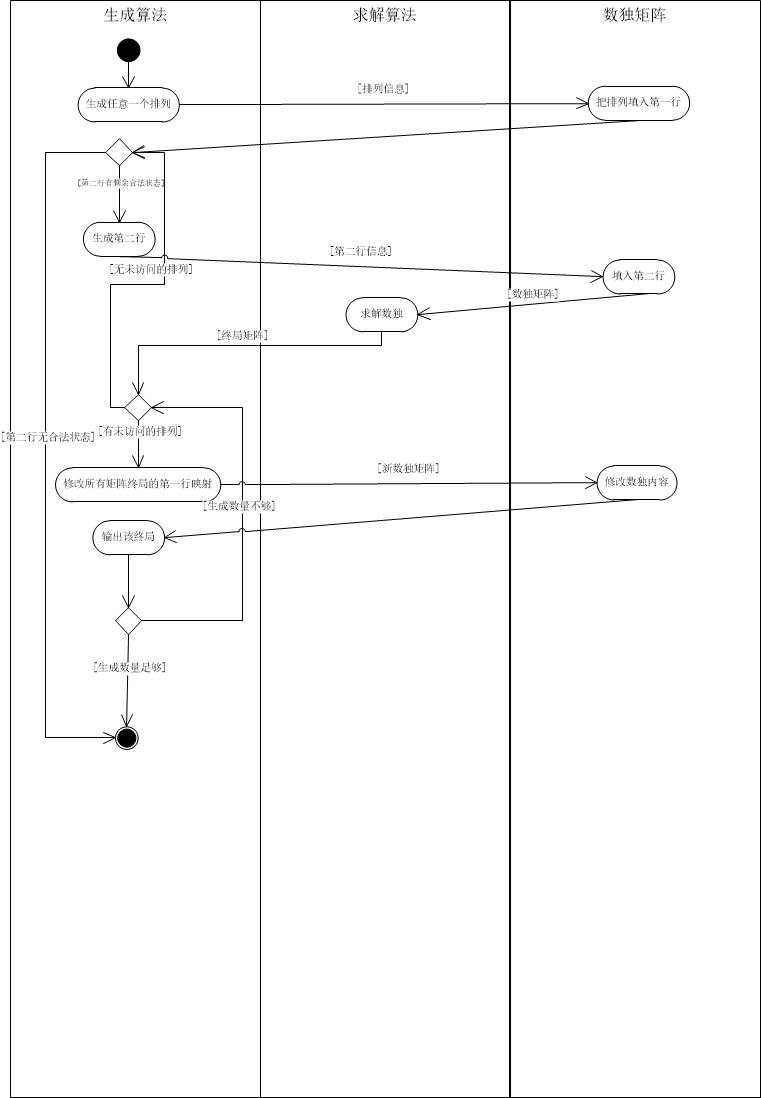 生成算法
求解算法
数独矩阵
生成任意一个排列
[排列信息]
把排列填入第一行
[第二行有剩余合法状态]
生成第二行
[第二行信息]
[无未访问的排列]
填入第二行
[数独矩阵]
求解数独
[终局矩阵]
[第二行无合法状态]
[有未访问的排列]
[新数独矩阵]
修改所有矩阵终局的第一行映射
修改数独内容
[生成数量不够]
输出该终局
[生成数量足够]